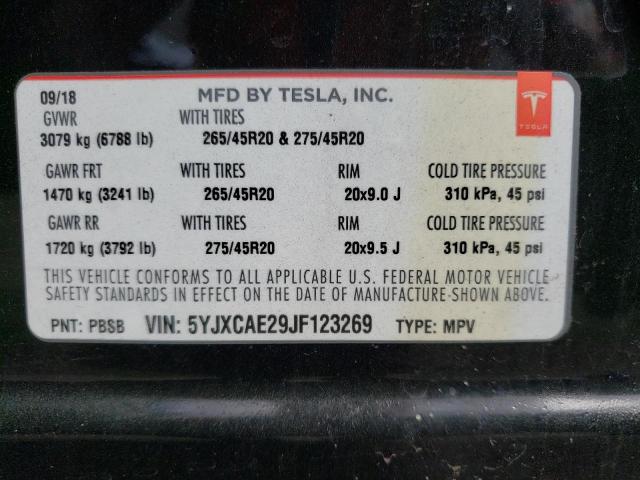 09/18 MFD BY TESLA, INC.
GVWR WITH TIRES
3079 kg (6788 lb) 265/45R20 & 275/45R20
TESLA
GAWR FRT WITH TIRES RIM COLD TIRE PRESSURE
1470 kg (3241 lb) 265/45R20 20x9.0 J 310 kPa, 45 psi
GAWR RR WITH TIRES RIM COLD TIRE PRESSURE
1720 kg (3792 lb) 275/45R20 20x9.5 J 310 kPa, 45 psi
THIS VEHICLE CONFORMS TO ALL APPLICABLE U.S. FEDERAL MOTOR VEHICLE
SAFETY STANDARDS IN EFFECT ON THE DATE OF MANUFACTURE SHOWN ABOVE.
PNT: PBSB VIN: 5YJXCAE29JF123269 TYPE: MPV